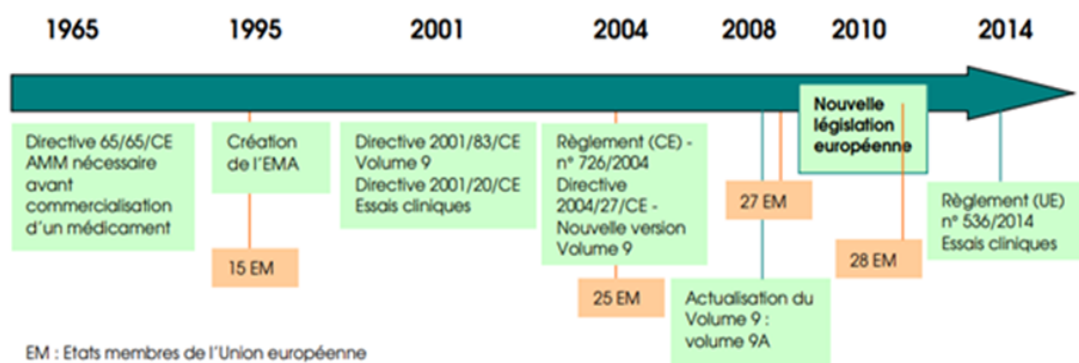 1965 1995 2001 2004 2008 2010 2014
Directive 65/65/CE
AMM nécessaire
avant
commercialisation
d'un médicament
Création
de l'EMA
15 EM
Directive 2001/83/CE
Volume 9
Directive 2001/20/CE
Essais cliniques
Règlement (CE) -
n° 726/2004
Directive
2004/27/CE -
Nouvelle version
Volume 9
25 EM
27 EM
Actualisation du
Volume 9 :
volume 9A
Nouvelle
législation
européenne
28 EM
Règlement (UE)
n° 536/2014
Essais cliniques
EM : Etats membres de l'Union européenne